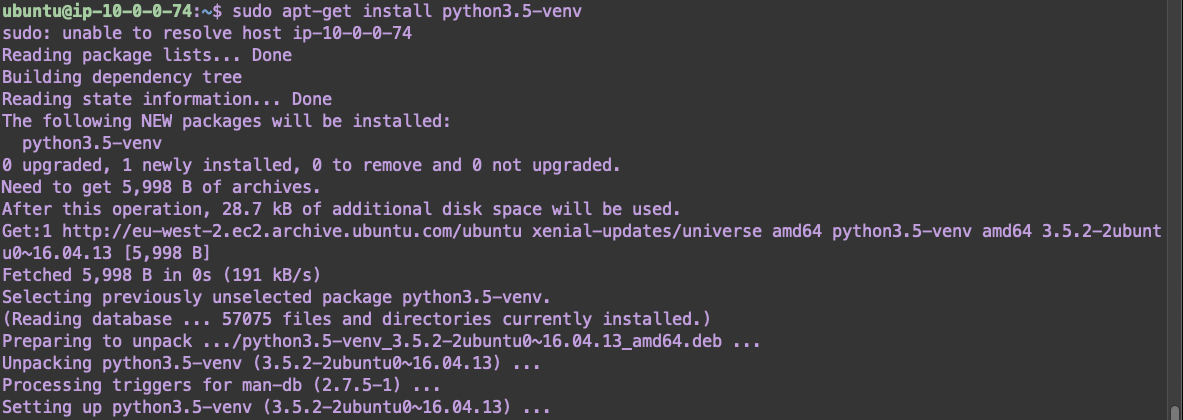 ubuntu@ip-10-0-0-74:~$ sudo apt-get install python3.5-venv
sudo: unable to resolve host ip-10-0-0-74
Reading package lists... Done
Building dependency tree
Reading state information... Done
The following NEW packages will be installed:
  python3.5-venv
0 upgraded, 1 newly installed, 0 to remove and 0 not upgraded.
Need to get 5,998 B of archives.
After this operation, 28.7 kB of additional disk space will be used.
Get:1 http://eu-west-2.ec2.archive.ubuntu.com/ubuntu xenial-updates/universe amd64 python3.5-venv amd64 3.5.2-2ubunt
u0~16.04.13 [5,998 B]
Fetched 5,998 B in 0s (191 kB/s)
Selecting previously unselected package python3.5-venv.
(Reading database ... 57075 files and directories currently installed.)
Preparing to unpack .../python3.5-venv_3.5.2-2ubuntu0~16.04.13_amd64.deb ...
Unpacking python3.5-venv (3.5.2-2ubuntu0~16.04.13) ...
Processing triggers for man-db (2.7.5-1) ...
Setting up python3.5-venv (3.5.2-2ubuntu0~16.04.13) ...